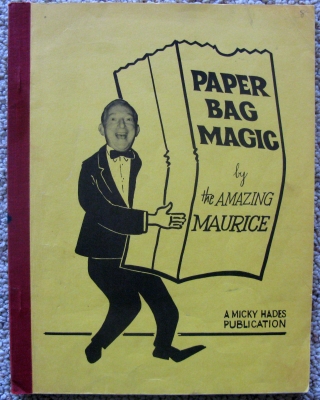 PAPER
BAG
MAGIC
by
the AMAZING
MAURICE
A MICKY HADES
PUBLICATION